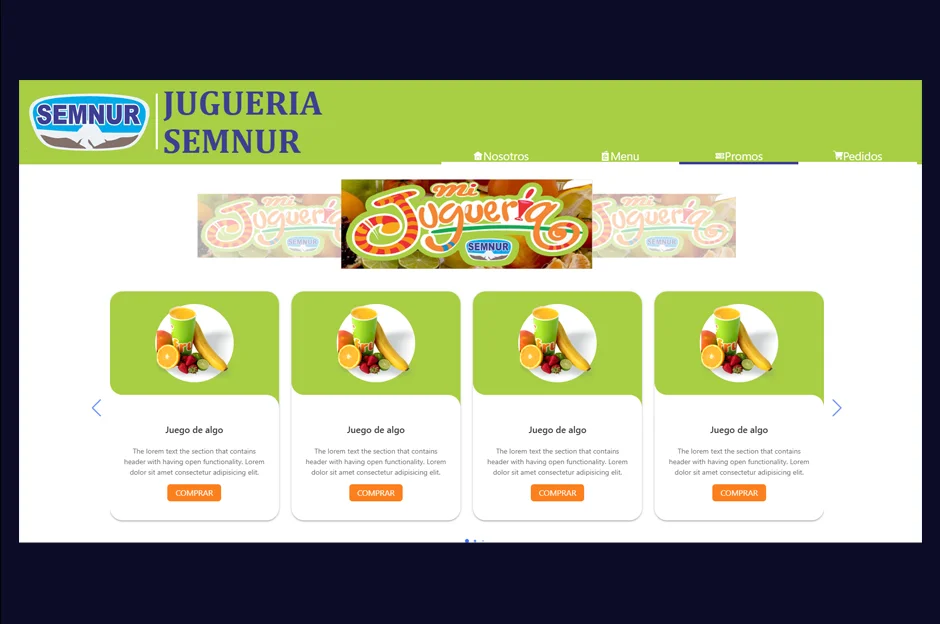 SEMNUR
JUGUERIA
SEMNUR
Nosotros
Menu
Promos
Pedidos
Juguería
SEMNUR
mi
Juguería
SEMNUR
Juguería
SEMNUR
Juego de algo
The lorem text the section that contains
header with having open functionality. Lorem
dolor sit amet consectetur adipisicing elit.
COMPRAR
Juego de algo
The lorem text the section that contains
header with having open functionality. Lorem
dolor sit amet consectetur adipisicing elit.
COMPRAR
Juego de algo
The lorem text the section that contains
header with having open functionality. Lorem
dolor sit amet consectetur adipisicing elit.
COMPRAR
Juego de algo
The lorem text the section that contains
header with having open functionality. Lorem
dolor sit amet consectetur adipisicing elit.
COMPRAR